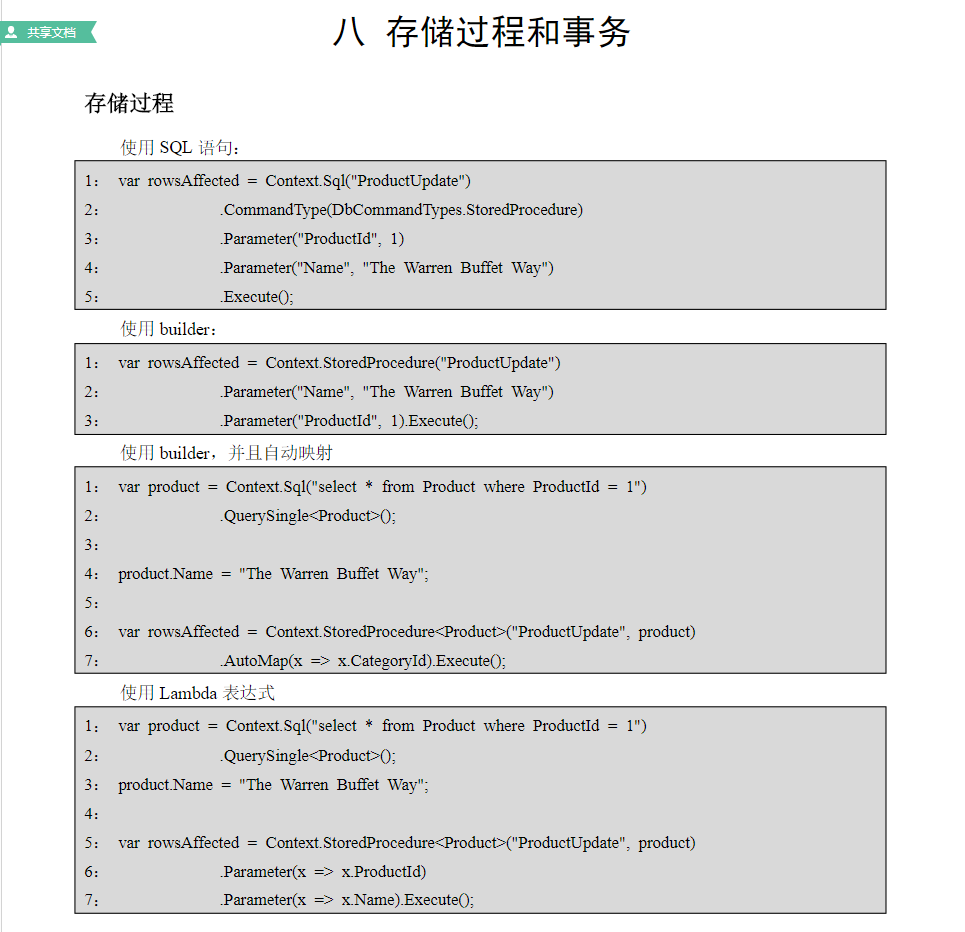 共享文档
八 存储过程和事务
存储过程
使用 SQL 语句：
1： var rowsAffected = Context.Sql("ProductUpdate")
2： .CommandType(DbCommandTypes.StoredProcedure)
3： .Parameter("ProductId", 1)
4： .Parameter("Name", "The Warren Buffet Way")
5： .Execute();
使用 builder：
1： var rowsAffected = Context.StoredProcedure("ProductUpdate")
2： .Parameter("Name", "The Warren Buffet Way")
3： .Parameter("ProductId", 1).Execute();
使用 builder，并且自动映射
1： var product = Context.Sql("select * from Product where ProductId = 1")
2： .QuerySingle<Product>();
3：
4： product.Name = "The Warren Buffet Way";
5：
6： var rowsAffected = Context.StoredProcedure<Product>("ProductUpdate", product)
7： .AutoMap(x => x.CategoryId).Execute();
使用 Lambda 表达式
1： var product = Context.Sql("select * from Product where ProductId = 1")
2： .QuerySingle<Product>();
3： product.Name = "The Warren Buffet Way";
4：
5： var rowsAffected = Context.StoredProcedure<Product>("ProductUpdate", product)
6： .Parameter(x => x.ProductId)
7： .Parameter(x => x.Name).Execute();